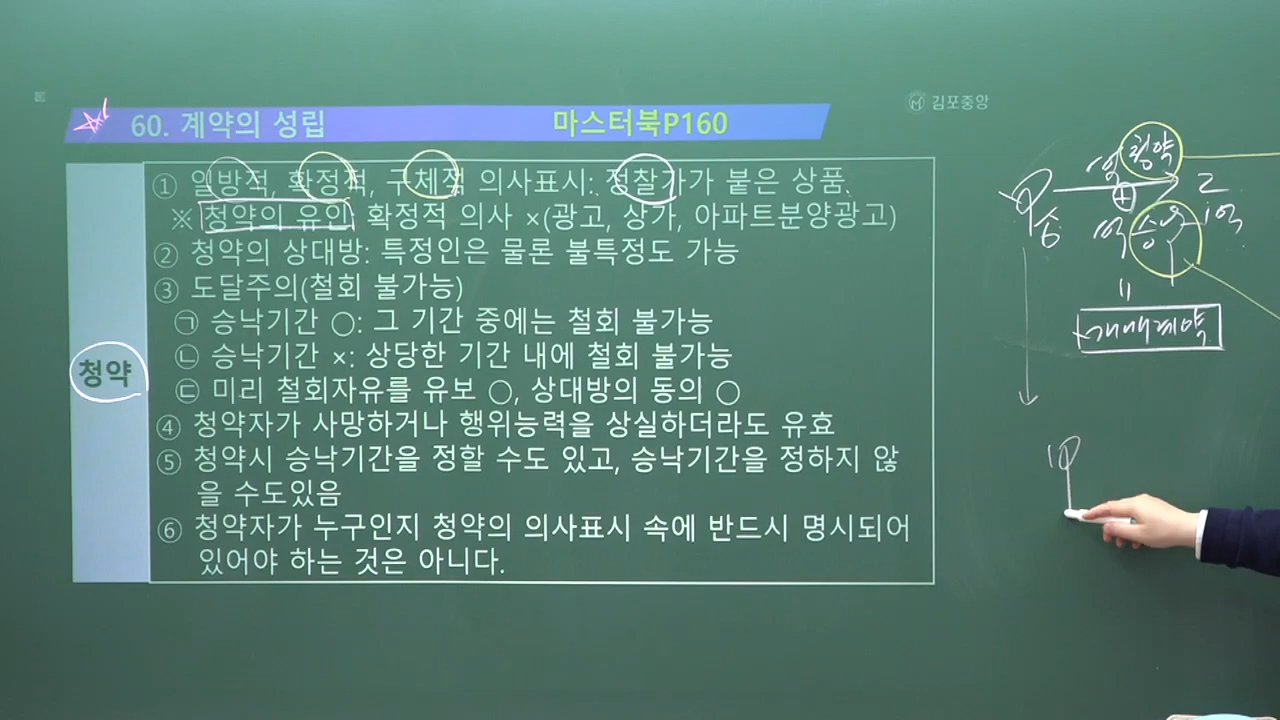 김포중앙
60. 계약의 성립 마스터북P160
① 일방적, 확정적, 구체적 의사표시: 정찰가가 붙은 상품.
※ 청약의 유인: 확정적 의사 ×(광고, 상가, 아파트분양광고)
② 청약의 상대방: 특정인은 물론 불특정도 가능
③ 도달주의(철회 불가능)
㉠ 승낙기간 ○: 그 기간 중에는 철회 불가능
㉡ 승낙기간 ×: 상당한 기간 내에 철회 불가능
㉢ 미리 철회자유를 유보 ○, 상대방의 동의 ○
청약
④ 청약자가 사망하거나 행위능력을 상실하더라도 유효
⑤ 청약시 승낙기간을 정할 수도 있고, 승낙기간을 정하지 않
을 수도있음
⑥ 청약자가 누구인지 청약의 의사표시 속에 반드시 명시되어
있어야 하는 것은 아니다.
청약
승낙
매매계약